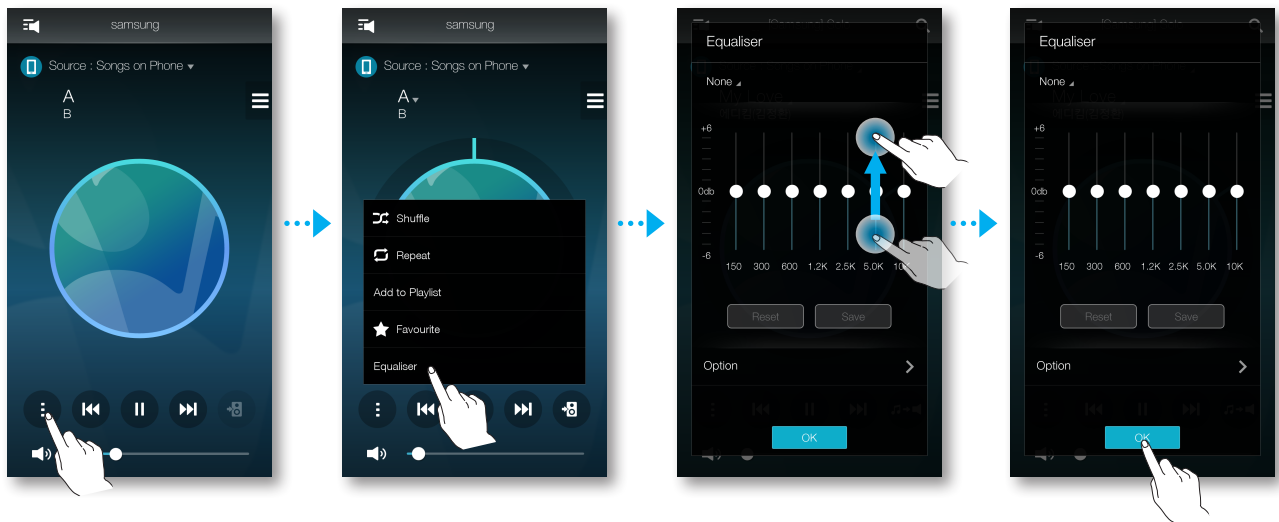 samsung
Source : Songs on Phone
A
B
samsung
Source : Songs on Phone
A
B
Shuffle
Repeat
Add to Playlist
Favourite
Equaliser
Equaliser
None
+6
0db
-6
150 300 600 1.2K 2.5K 5.0K 10K
Reset Save
Option
OK
Equaliser
None
+6
0db
-6
150 300 600 1.2K 2.5K 5.0K 10K
Reset Save
Option
OK